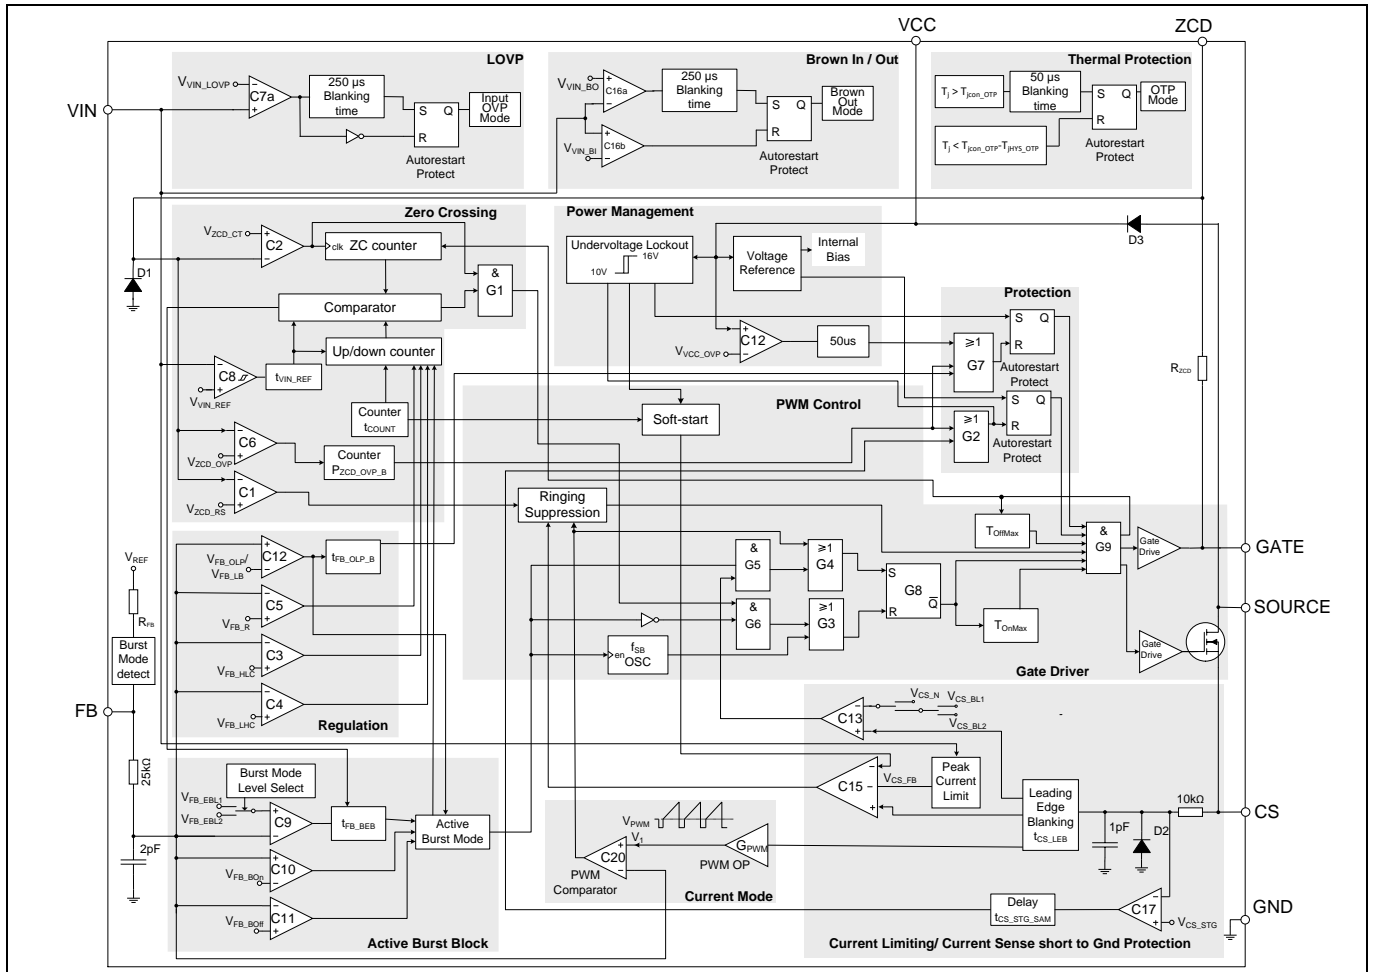 VCC
ZCD
LOVP
Brown In / Out
Thermal Protection
VIN
V_VIN_LOVP
C7a
250 µs
Blanking
time
S
Q
R
Input
OVP
Mode
Autorestart
Protect
V_VIN_BO
C16a
V_VIN_BI
C16b
250 µs
Blanking
time
S
Q
R
Brown
Out
Mode
Autorestart
Protect
T_j > T_jcon_OTP
50 µs
Blanking
time
T_j < T_jcon_OTP-T_jHYS_OTP
S
Q
R
OTP
Mode
Autorestart
Protect
Zero Crossing
V_ZCD_CT
C2
clk
ZC counter
&
G1
Comparator
Up/down counter
D1
C8
V_VIN_REF
t_VIN_REF
Counter
t_COUNT
C6
V_ZCD_OVP
Counter
P_ZCD_OVP_B
C1
V_ZCD_RS
Power Management
Undervoltage Lockout
16V
10V
Voltage
Reference
Internal
Bias
C12
V_VCC_OVP
50us
D3
Protection
≥1
G7
S
Q
R
Autorestart
Protect
≥1
G2
S
Q
R
Autorestart
Protect
R_ZCD
PWM Control
Soft-start
Ringing
Suppression
&
G5
≥1
G4
&
G6
≥1
G3
S
G8
R
Q
f_SB
en
OSC
T_OffMax
&
G9
Gate
Drive
T_OnMax
Gate
Drive
Gate Driver
GATE
SOURCE
V_REF
R_FB
Burst
Mode
detect
FB
25kΩ
2pF
V_FB_OLP/
V_FB_LB
C12
t_FB_OLP_B
C5
V_FB_R
C3
V_FB_HLC
C4
V_FB_LHC
Regulation
Burst Mode
Level Select
V_FB_EBL1
V_FB_EBL2
C9
t_FB_BEB
Active
Burst Mode
C10
V_FB_BOn
C11
V_FB_BOff
Active Burst Block
V_PWM
V_1
C20
G_PWM
PWM OP
PWM
Comparator
Current Mode
C13
V_CS_N
V_CS_BL1
V_CS_BL2
-
C15
V_CS_FB
Peak
Current
Limit
Leading
Edge
Blanking
t_CS_LEB
10kΩ
1pF
D2
CS
Delay
t_CS_STG_SAM
C17
V_CS_STG
GND
Current Limiting/ Current Sense short to Gnd Protection